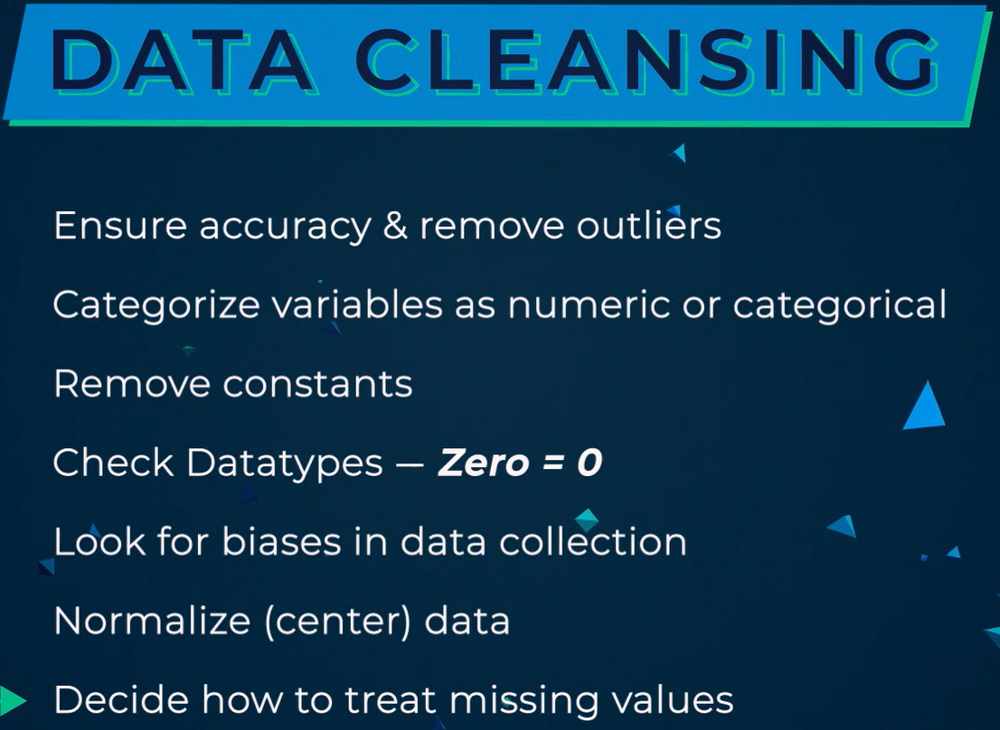 DATA CLEANSING
Ensure accuracy & remove outliers
Categorize variables as numeric or categorical
Remove constants
Check Datatypes — Zero = 0
Look for biases in data collection
Normalize (center) data
Decide how to treat missing values